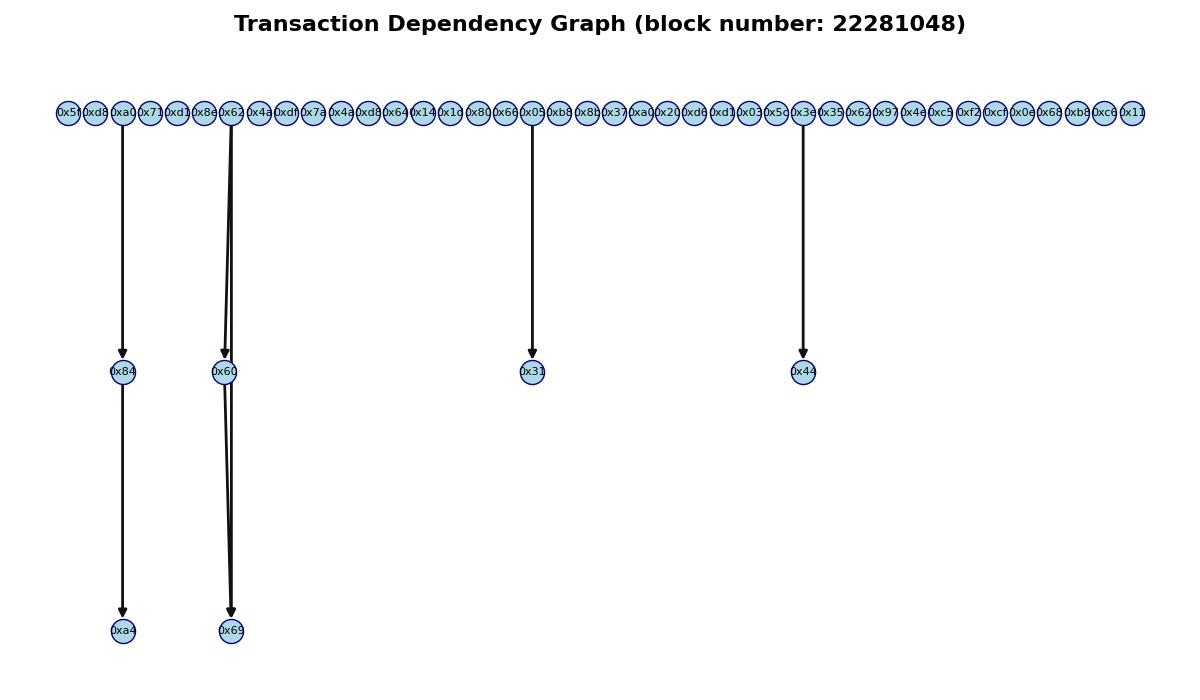 Transaction Dependency Graph (block number: 22281048)
0x5f 0xd8 0xa0 0x71 0xd1 0x8e 0x62 0x4a 0xdf 0x7a 0x4a 0xd8 0x64 0x14 0x1d 0x80 0x66 0x05 0xb8 0x8b 0x37 0xa0 0x20 0xd6 0xd1 0x03 0x5c 0x3e 0x35 0x62 0x97 0x4e 0xc5 0xf2 0xcf 0x0e 0x68 0xb8 0xc6 0x11
0x84 0x60 0x31 0x44
0xa4 0x69